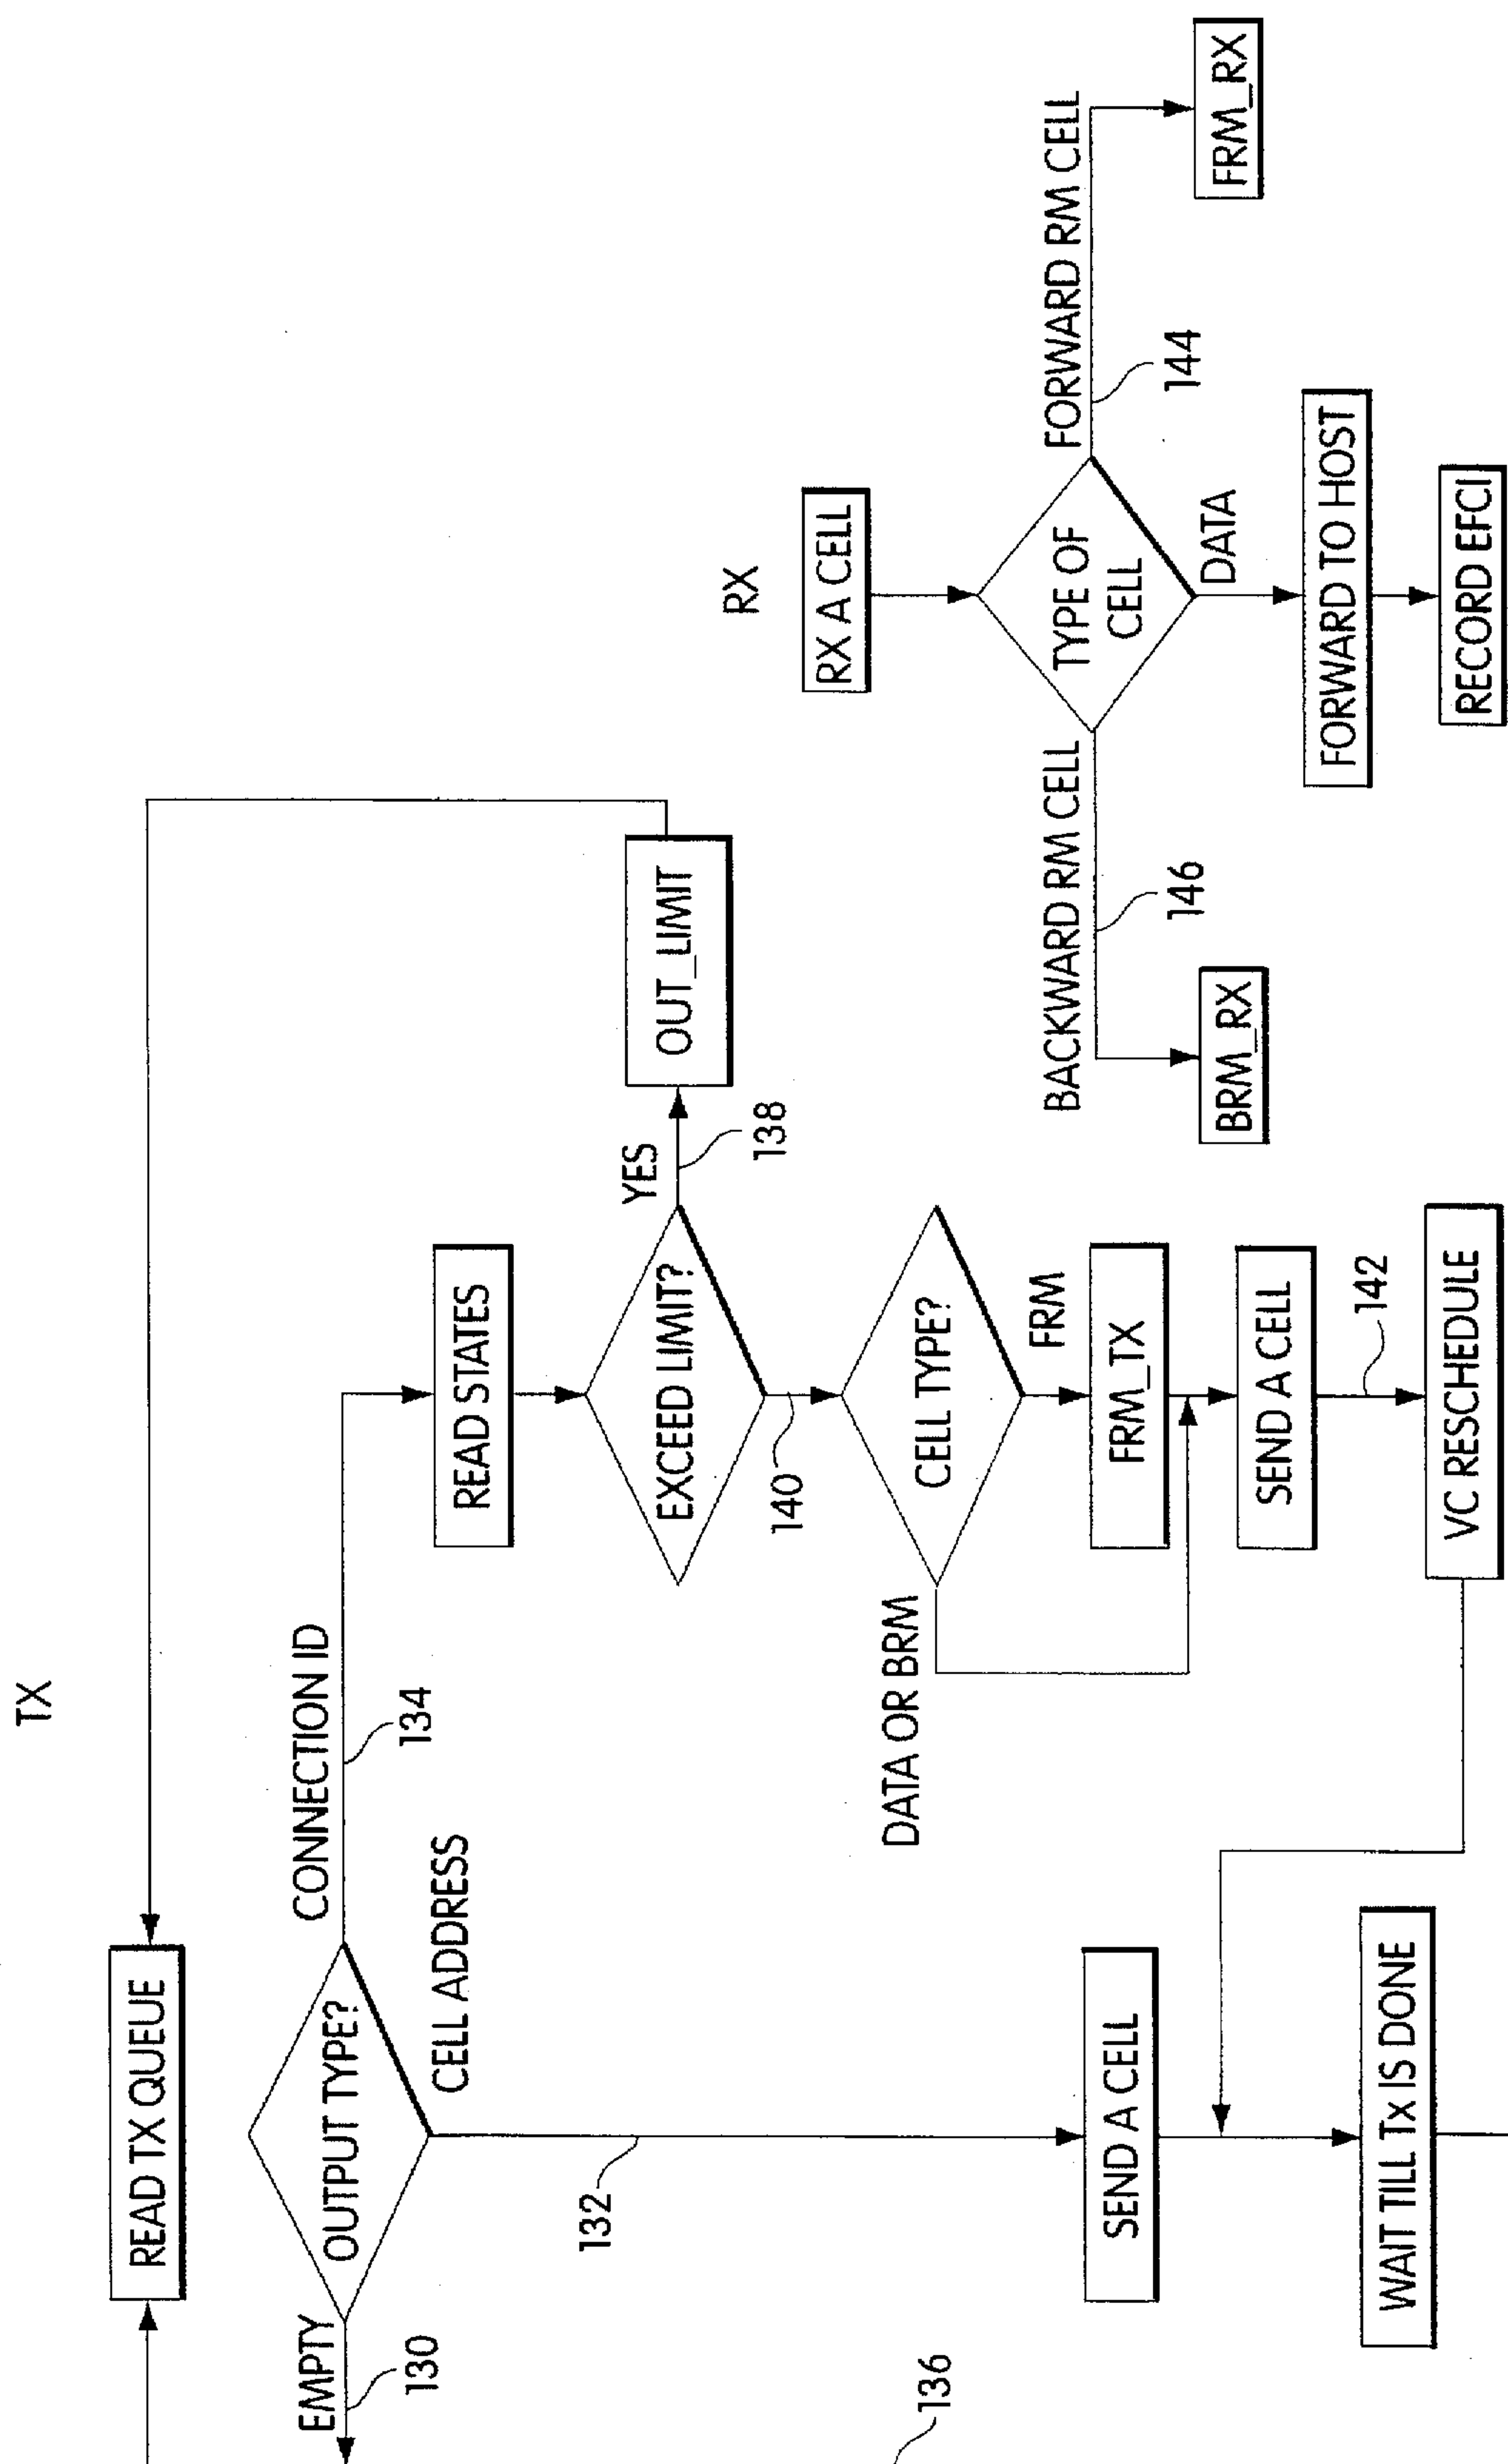 TX
READ TX QUEUE
OUTPUT TYPE?
EMPTY
130
CONNECTION ID
134
CELL ADDRESS
132
136
READ STATES
EXCEED LIMIT?
YES
138
OUT_LIMIT
140
CELL TYPE?
DATA OR BRM
FRM
FRM_TX
SEND A CELL
142
VC RESCHEDULE
SEND A CELL
WAIT TILL Tx IS DONE
RX
RX A CELL
TYPE OF
CELL
BACKWARD RM CELL
146
BRM_RX
FORWARD RM CELL
144
FRM_RX
DATA
FORWARD TO HOST
RECORD EFCI